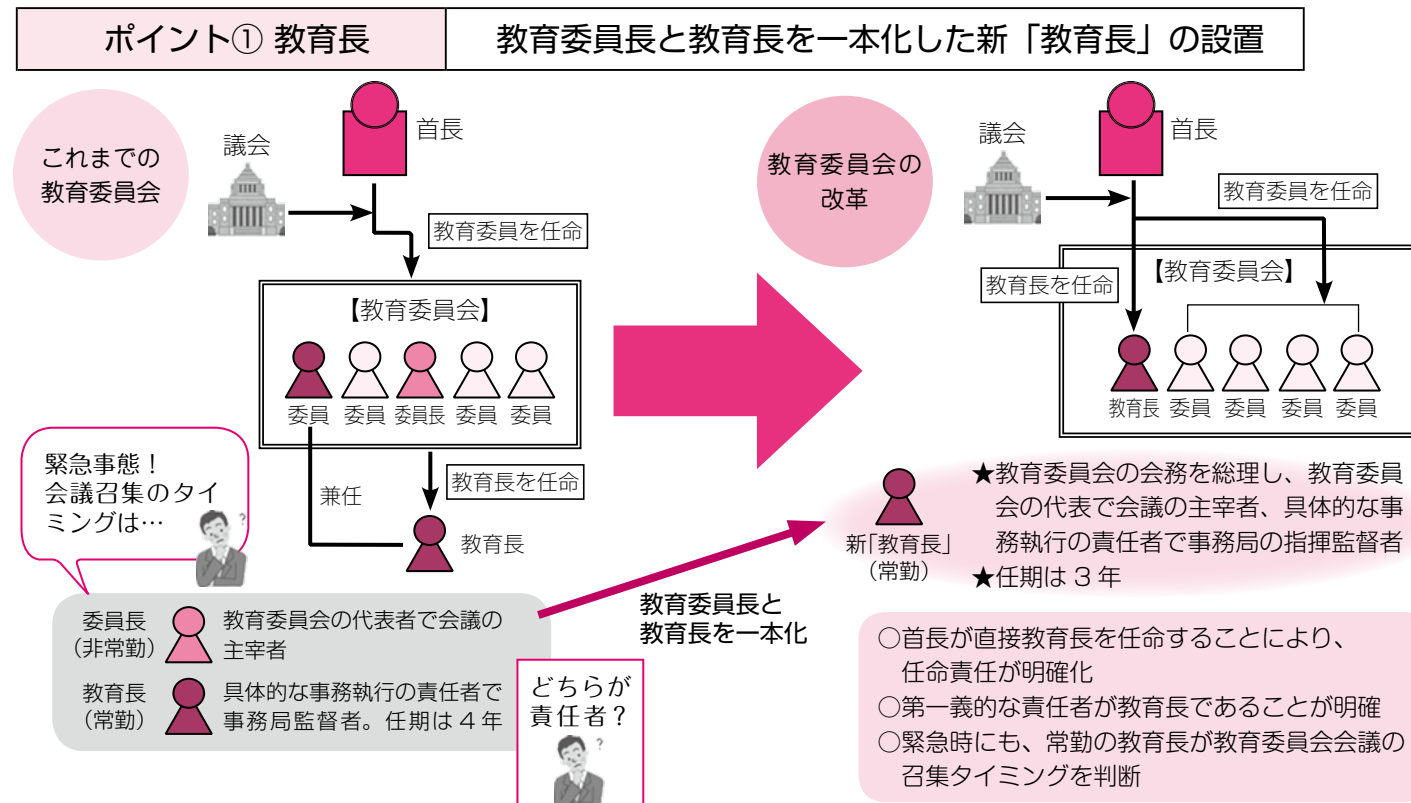 ポイント① 教育長
教育委員長と教育長を一本化した新「教育長」の設置
これまでの
教育委員会
議会
首長
教育委員を任命
【教育委員会】
委員 委員 委員長 委員 委員
兼任
教育長を任命
教育長
緊急事態！
会議召集のタイ
ミングは…
?
委員長
(非常勤)
教育委員会の代表者で会議の
主宰者
教育長
(常勤)
具体的な事務執行の責任者で
事務局監督者。任期は４年
どちらが
責任者？
?
教育委員長と
教育長を一本化
教育委員会の
改革
議会
首長
教育委員を任命
教育長を任命
【教育委員会】
教育長 委員 委員 委員 委員
新「教育長」
(常勤)
★教育委員会の会務を総理し、教育委員
会の代表で会議の主宰者、具体的な事
務執行の責任者で事務局の指揮監督者
★任期は３年
○首長が直接教育長を任命することにより、
任命責任が明確化
○第一義的な責任者が教育長であることが明確
○緊急時にも、常勤の教育長が教育委員会会議の
召集タイミングを判断